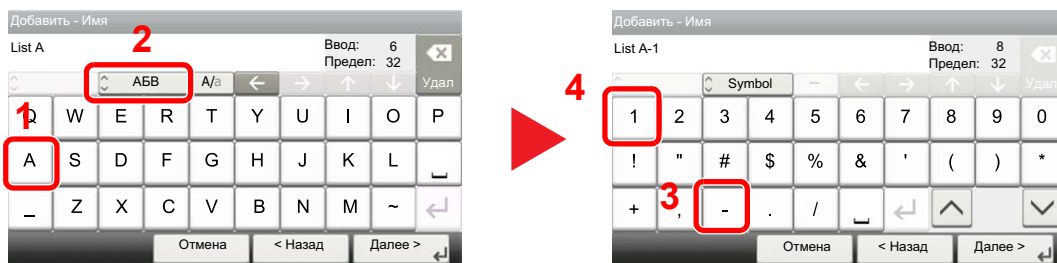 Добавить - Имя
2
List A
Ввод: 6
Предел: 32
АБВ
A/a
Удал
1
Q W E R T Y U I O P
A S D F G H J K L
_ Z X C V B N M ~
Отмена
< Назад
Далее >
Добавить - Имя
List A-1
Ввод: 8
Предел: 32
4
Symbol
Удал
1 2 3 4 5 6 7 8 9 0
! " # $ % & ' ( ) *
3
+ , - . /
Отмена
< Назад
Далее >